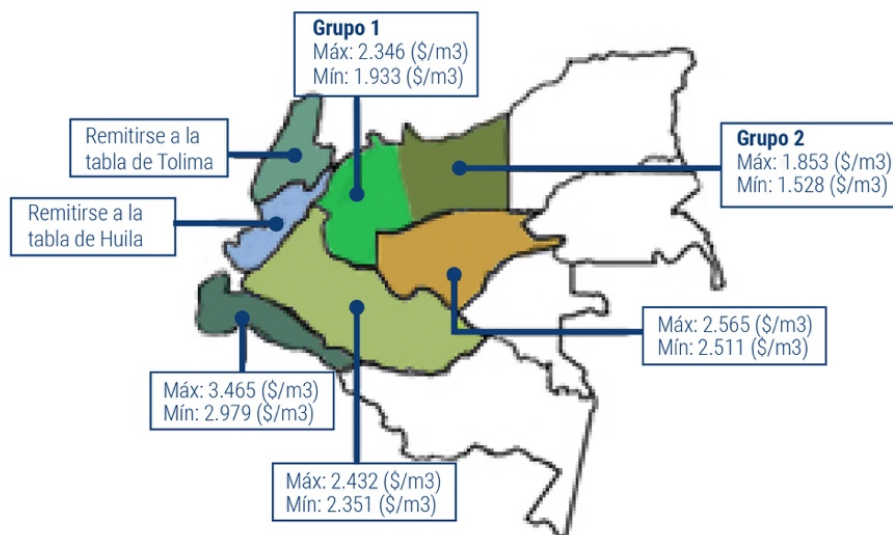 Grupo 1
Máx: 2.346 ($/m3)
Mín: 1.933 ($/m3)
Remitirse a la
tabla de Tolima
Grupo 2
Máx: 1.853 ($/m3)
Mín: 1.528 ($/m3)
Remitirse a la
tabla de Huila
Máx: 2.565 ($/m3)
Mín: 2.511 ($/m3)
Máx: 3.465 ($/m3)
Mín: 2.979 ($/m3)
Máx: 2.432 ($/m3)
Mín: 2.351 ($/m3)